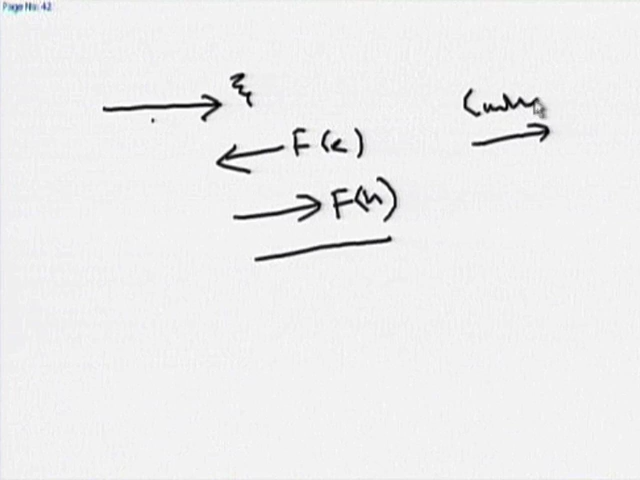 Page No: 42
ξ
F(k)
F(h)